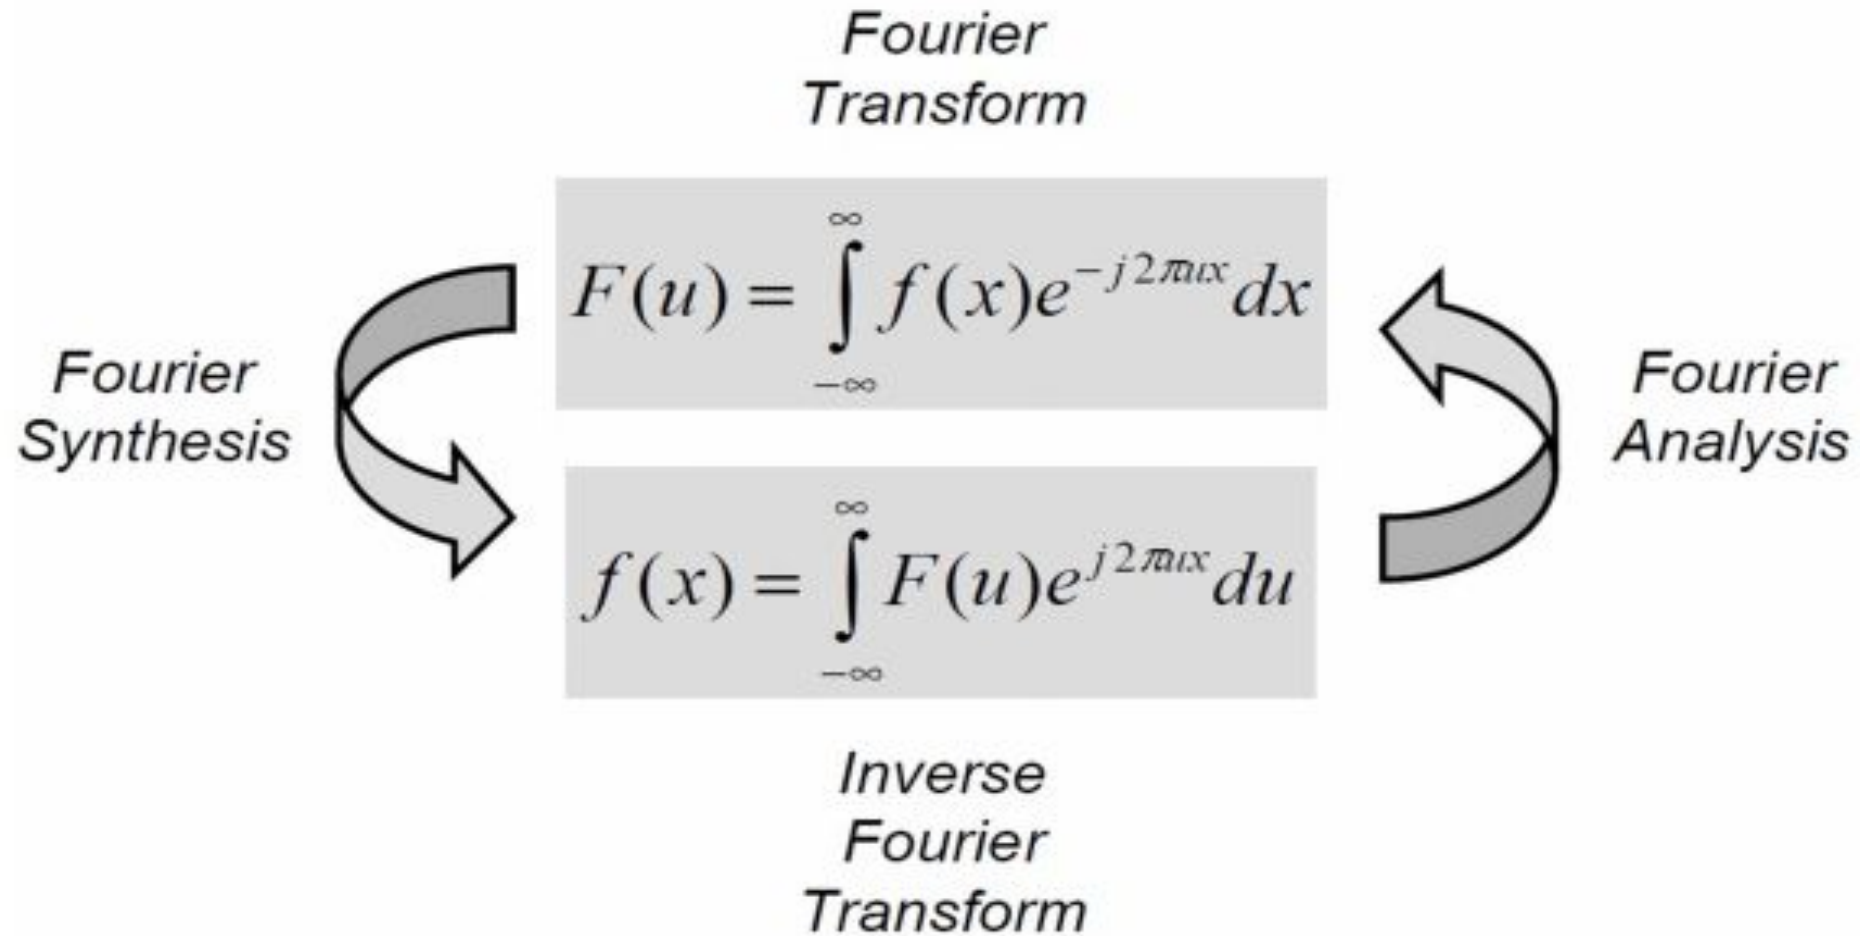 Fourier
Transform
F(u) = ∫_{-∞}^{∞} f(x)e^{-j2πux}dx
Fourier
Synthesis
Fourier
Analysis
f(x) = ∫_{-∞}^{∞} F(u)e^{j2πux}du
Inverse
Fourier
Transform